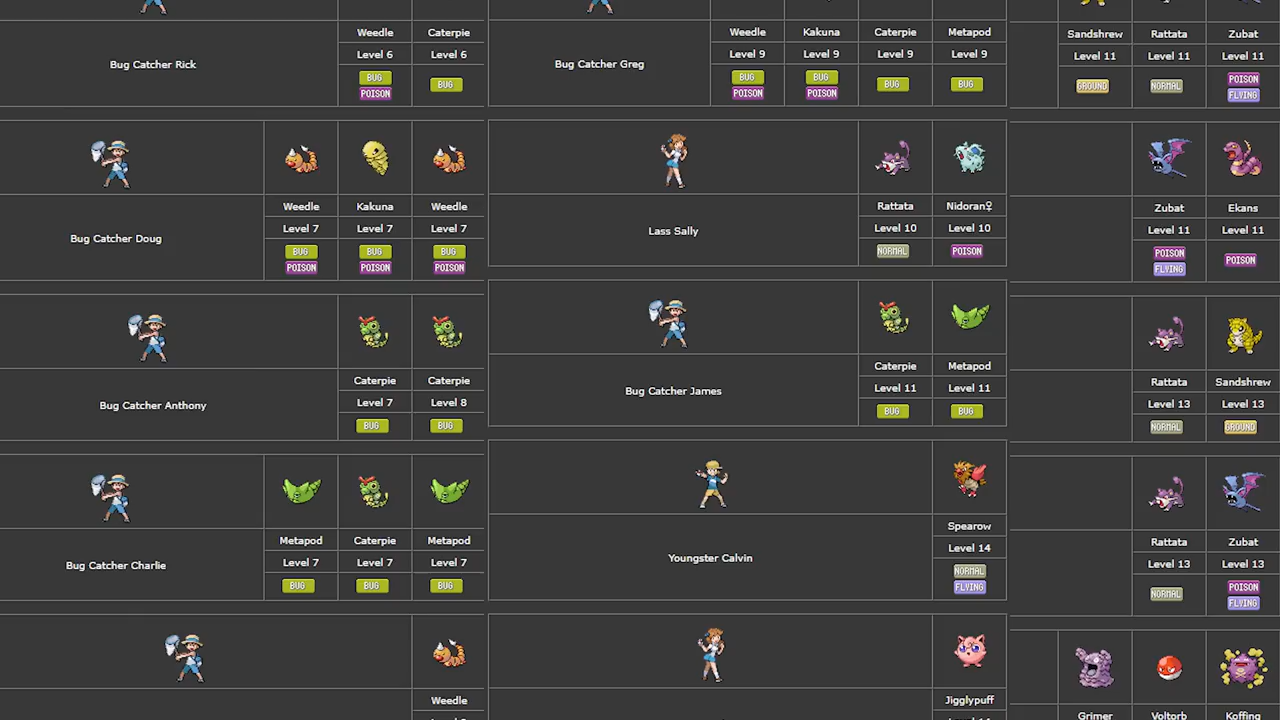 Bug Catcher Rick
Weedle Caterpie
Level 6 Level 6
BUG BUG
POISON
Bug Catcher Doug
Weedle Kakuna Weedle
Level 7 Level 7 Level 7
BUG BUG BUG
POISON POISON POISON
Bug Catcher Anthony
Caterpie Caterpie
Level 7 Level 8
BUG BUG
Bug Catcher Charlie
Metapod Caterpie Metapod
Level 7 Level 7 Level 7
BUG BUG BUG
Weedle
Bug Catcher Greg
Weedle Kakuna Caterpie Metapod
Level 9 Level 9 Level 9 Level 9
BUG BUG BUG BUG
POISON POISON
Lass Sally
Rattata Nidoran♀
Level 10 Level 10
NORMAL POISON
Bug Catcher James
Caterpie Metapod
Level 11 Level 11
BUG BUG
Youngster Calvin
Spearow
Level 14
NORMAL
FLYING
Jigglypuff
Sandshrew Rattata Zubat
Level 11 Level 11 Level 11
GROUND NORMAL POISON
FLYING
Zubat Ekans
Level 11 Level 11
POISON POISON
FLYING
Rattata Sandshrew
Level 13 Level 13
NORMAL GROUND
Rattata Zubat
Level 13 Level 13
NORMAL POISON
FLYING
Grimer Voltorb Koffing